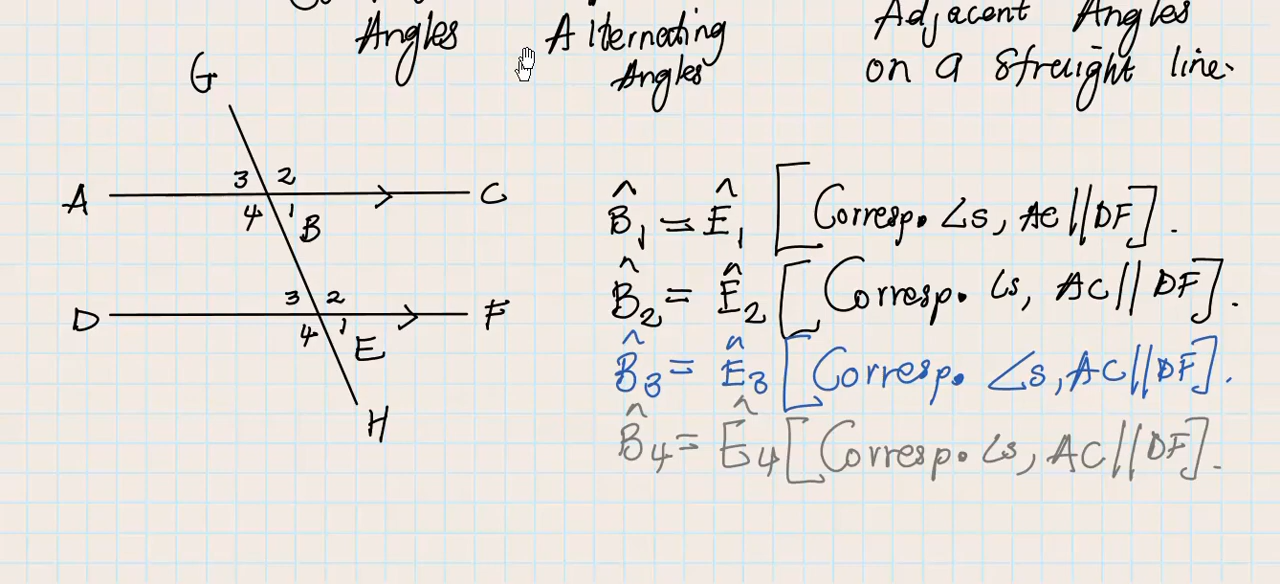 Angles
Alternating
Angles
Adjacent Angles
on a straight line.
G
3 2
A C
4 1 B
3 2
D F
4 1 E
H
B̂₁ = Ê₁ [Corresp. ∠s, AC||DF].
B̂₂ = Ê₂ [Corresp. ∠s, AC||DF].
B̂₃ = Ê₃ [Corresp. ∠s, AC||DF].
B̂₄ = Ê₄ [Corresp. ∠s, AC||DF].